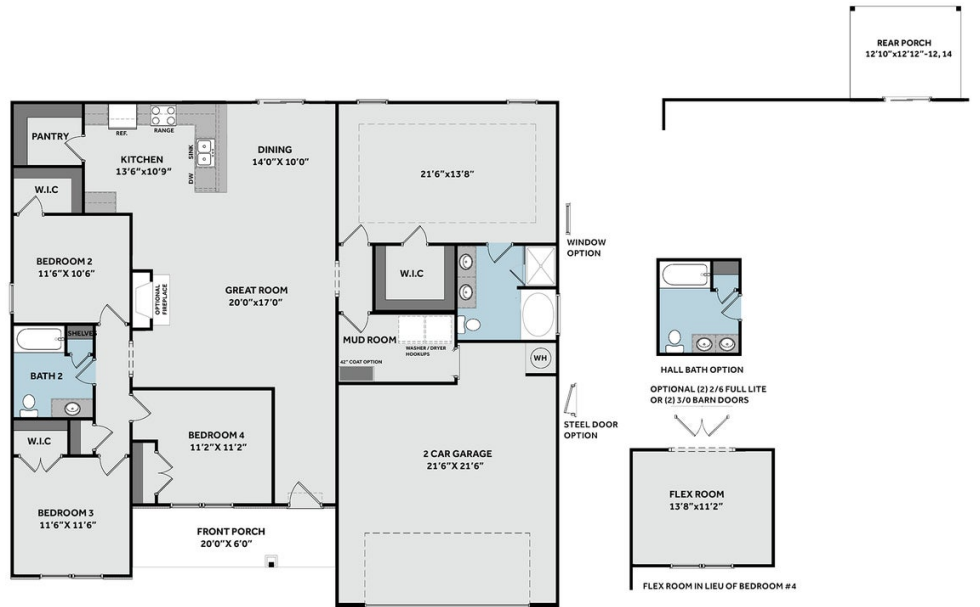 REAR PORCH
12'10"x12'12"-12, 14
PANTRY
REF.
RANGE
KITCHEN
13'6"x10'9"
SINK
DW
DINING
14'0"X 10'0"
21'6"x13'8"
W.I.C
BEDROOM 2
11'6"X 10'6"
OPTIONAL
FIREPLACE
GREAT ROOM
20'0"x17'0"
W.I.C
WINDOW
OPTION
SHELVES
BATH 2
MUD ROOM
WASHER / DRYER
HOOKUPS
42" COAT OPTION
WH
HALL BATH OPTION
OPTIONAL (2) 2/6 FULL LITE
OR (2) 3/0 BARN DOORS
STEEL DOOR
OPTION
W.I.C
BEDROOM 4
11'2"X 11'2"
2 CAR GARAGE
21'6"X 21'6"
BEDROOM 3
11'6"X 11'6"
FRONT PORCH
20'0"X 6'0"
FLEX ROOM
13'8"x11'2"
FLEX ROOM IN LIEU OF BEDROOM #4